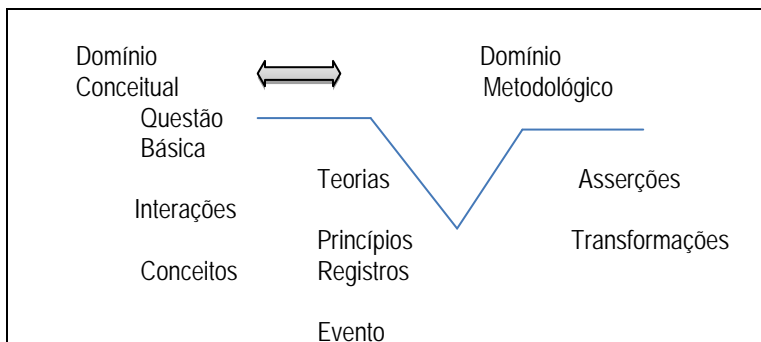 Domínio
Conceitual
Domínio
Metodológico
Questão
Básica
Teorias
Asserções
Interações
Princípios
Transformações
Conceitos
Registros
Evento